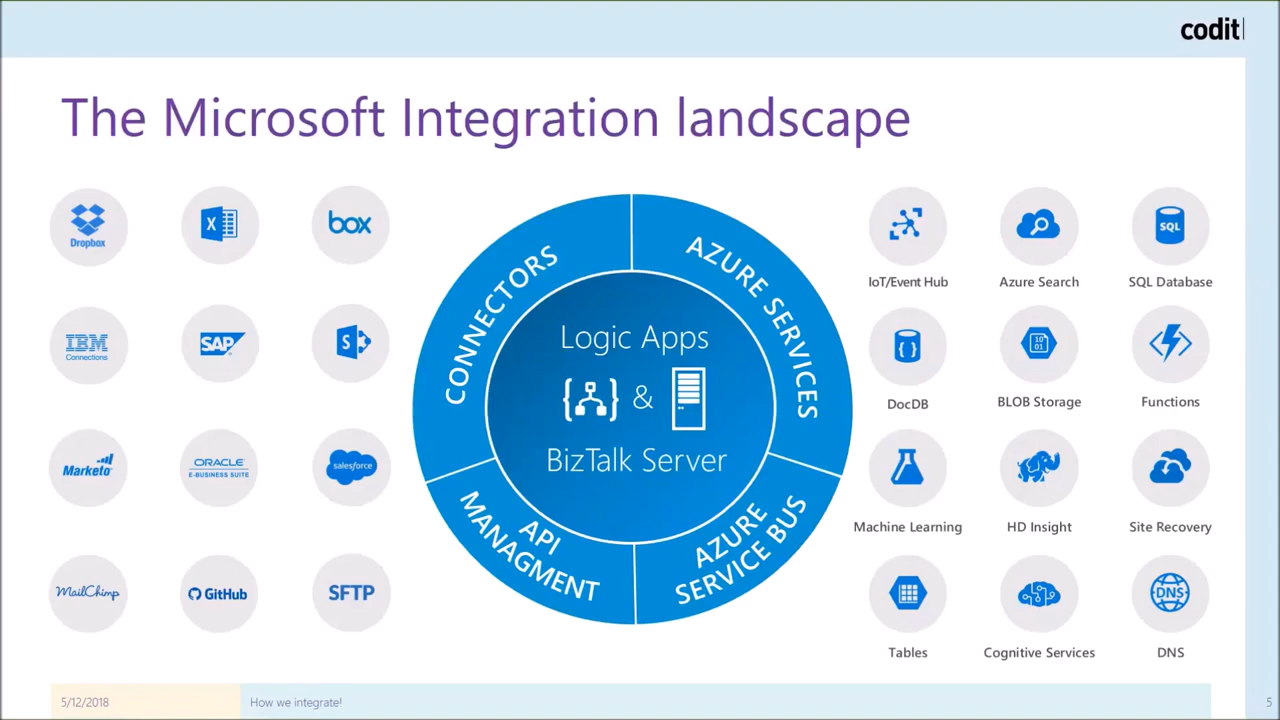 codit
The Microsoft Integration landscape
Dropbox
X
box
IBM
Connections
SAP
S
Marketo
ORACLE
E-BUSINESS SUITE
salesforce
MailChimp
GitHub
SFTP
CONNECTORS
AZURE SERVICES
API
MANAGMENT
AZURE
SERVICE BUS
Logic Apps
&
BizTalk Server
IoT/Event Hub
Azure Search
SQL
SQL Database
DocDB
10
01
BLOB Storage
Functions
Machine Learning
HD Insight
Site Recovery
Tables
Cognitive Services
DNS
DNS
5/12/2018
How we integrate!
5